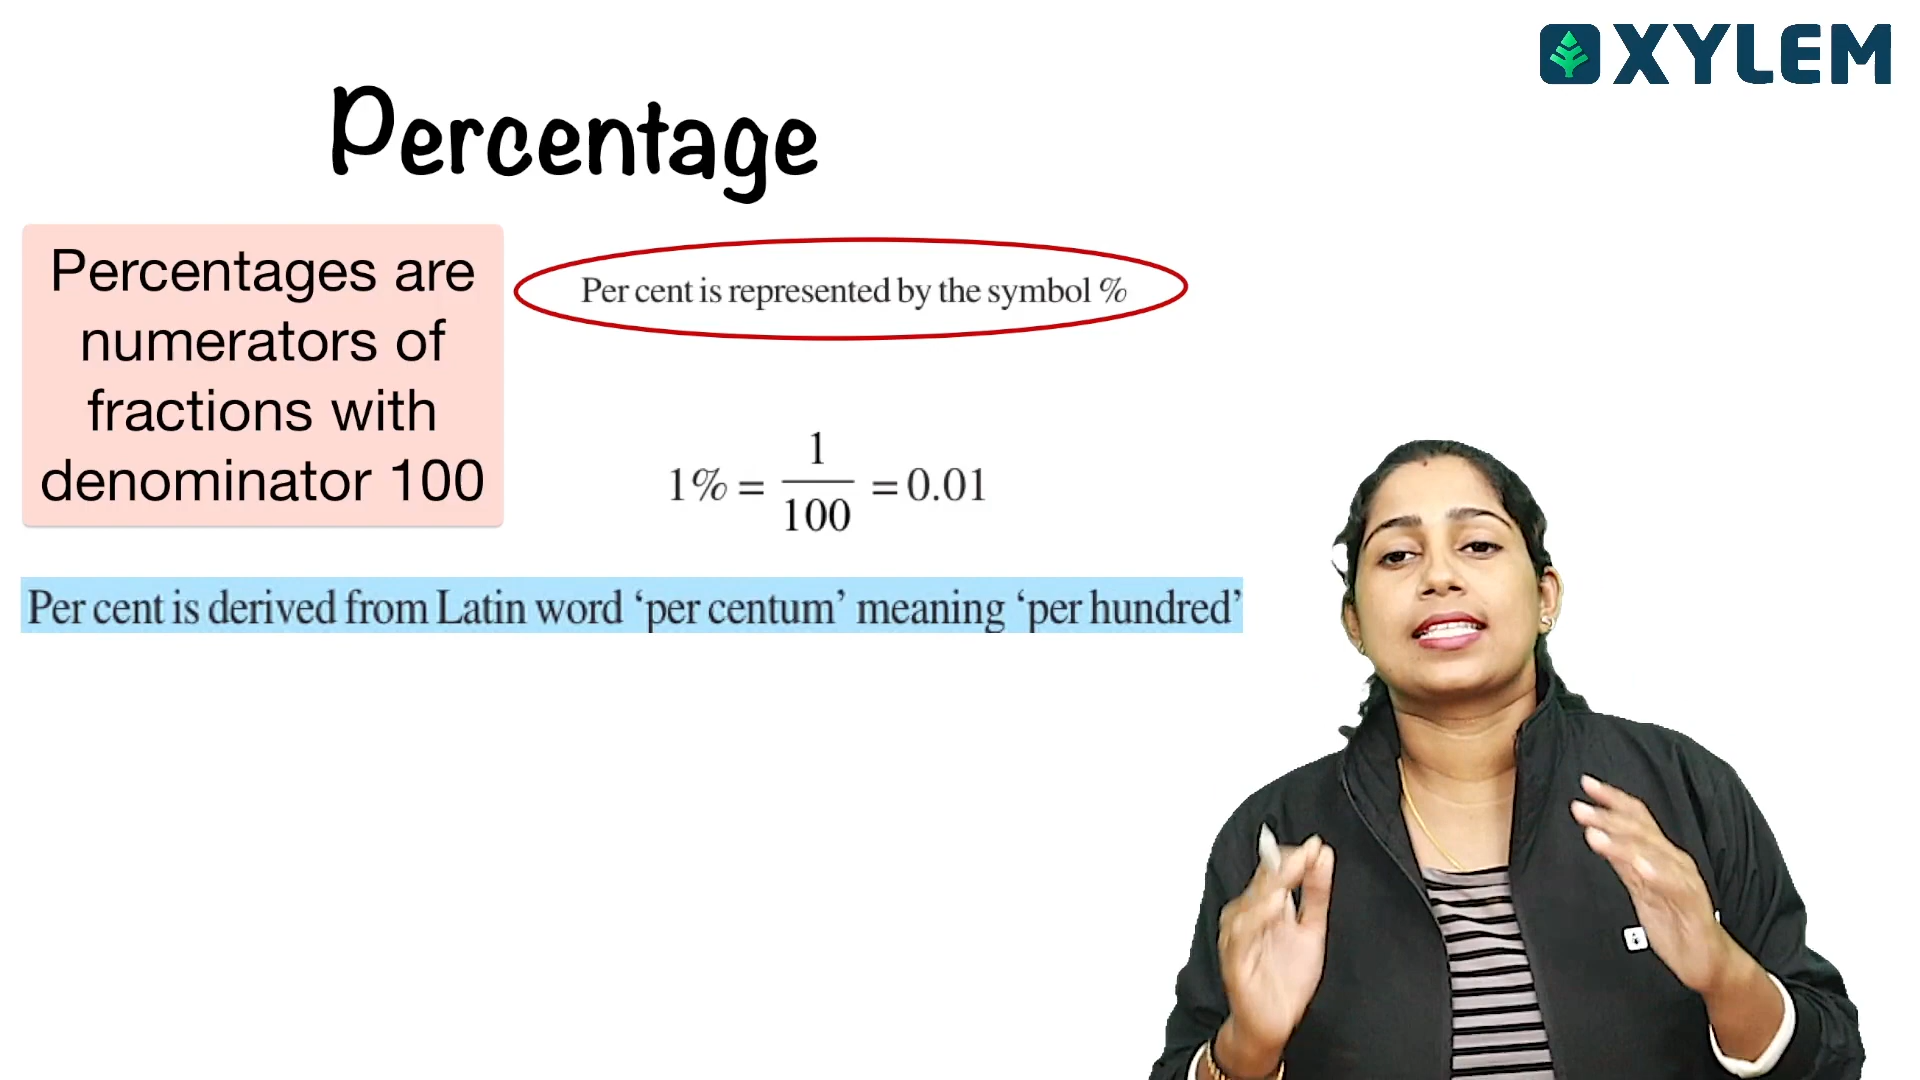 XYLEM
Percentage
Percentages are
numerators of
fractions with
denominator 100
Per cent is represented by the symbol %
1% = 1/100 = 0.01
Per cent is derived from Latin word ‘per centum’ meaning ‘per hundred’